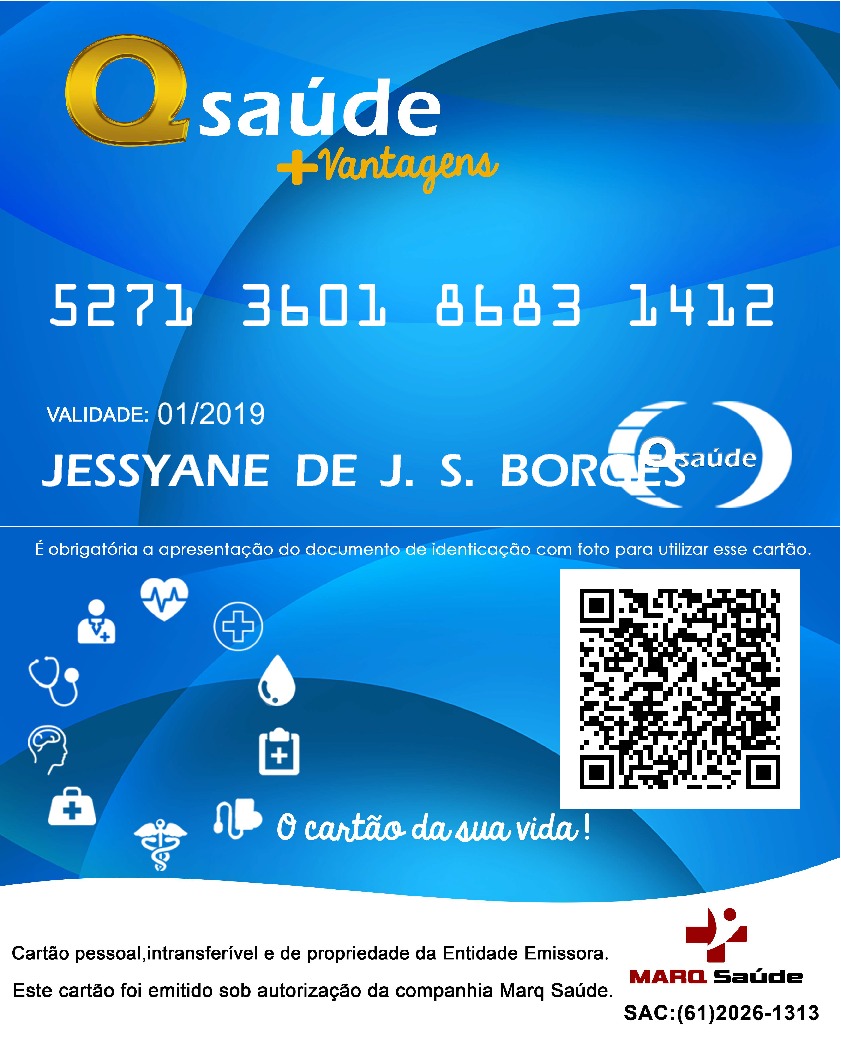 Qsaúde
+Vantagens
5271 3601 8683 1412
VALIDADE: 01/2019
JESSYANE DE J. S. BORGES
Qsaúde
É obrigatória a apresentação do documento de identicação com foto para utilizar esse cartão.
O cartão da sua vida!
Cartão pessoal,intransferível e de propriedade da Entidade Emissora.
Este cartão foi emitido sob autorização da companhia Marq Saúde.
MARQ Saúde
SAC:(61)2026-1313